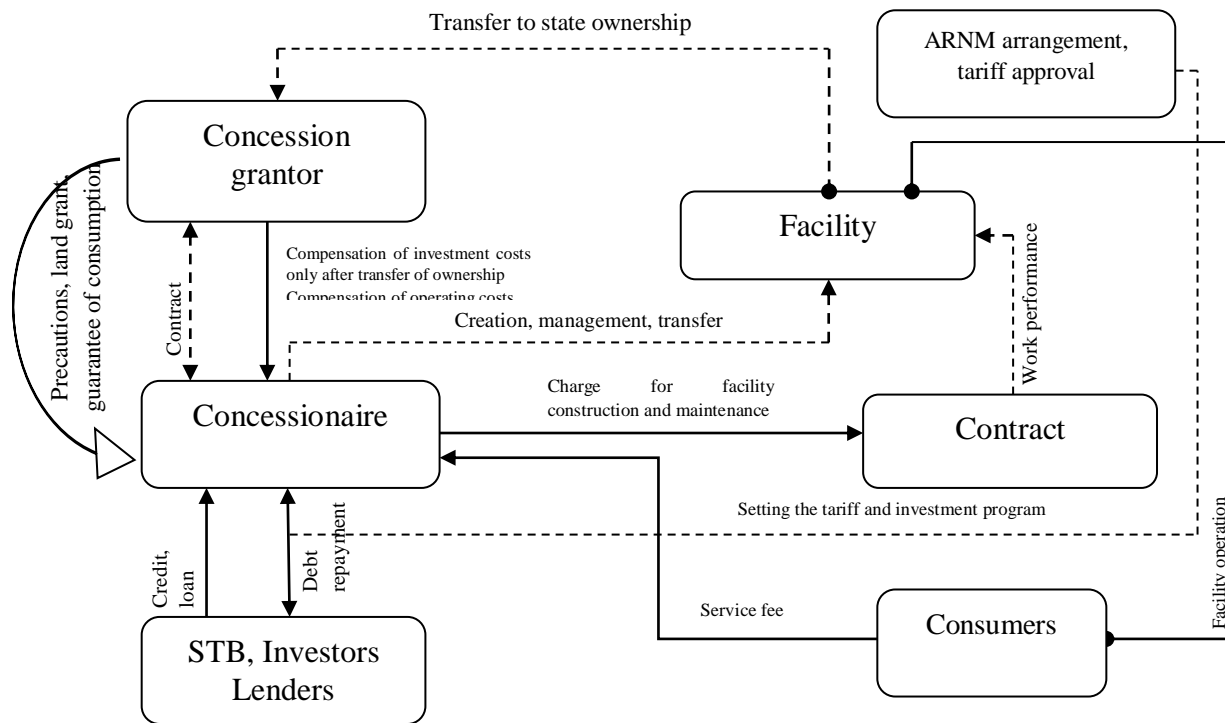 Transfer to state ownership
ARNM arrangement,
tariff approval
Concession
grantor
Precautions, land grant,
guarantee of consumption
Facility
Compensation of investment costs
only after transfer of ownership
Compensation of operating costs
Contract
Creation, management, transfer
Work performance
Concessionaire
Charge for facility
construction and maintenance
Contract
Setting the tariff and investment program
Credit,
loan
Debt
repayment
Service fee
Consumers
Facility operation
STB, Investors
Lenders